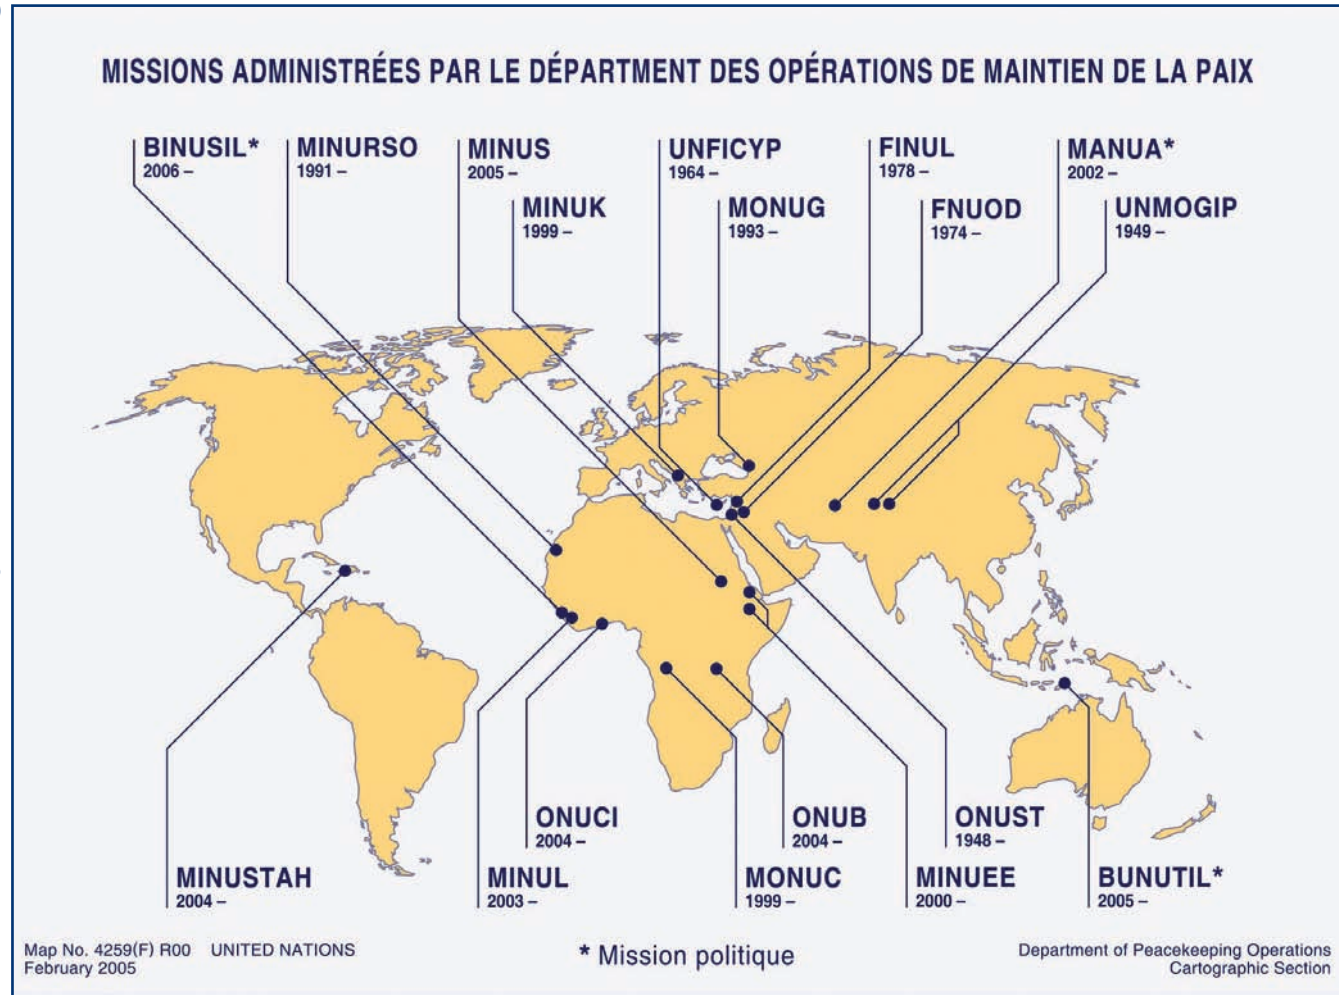 MISSIONS ADMINISTRÉES PAR LE DÉPARTMENT DES OPÉRATIONS DE MAINTIEN DE LA PAIX
BINUSIL*
2006 –
MINURSO
1991 –
MINUS
2005 –
UNFICYP
1964 –
FINUL
1978 –
MANUA*
2002 –
MINUK
1999 –
MONUG
1993 –
FNUOD
1974 –
UNMOGIP
1949 –
ONUCI
2004 –
ONUB
2004 –
ONUST
1948 –
MINUSTAH
2004 –
MINUL
2003 –
MONUC
1999 –
MINUEE
2000 –
BUNUTIL*
2005 –
Map No. 4259(F) R00 UNITED NATIONS
February 2005
* Mission politique
Department of Peacekeeping Operations
Cartographic Section